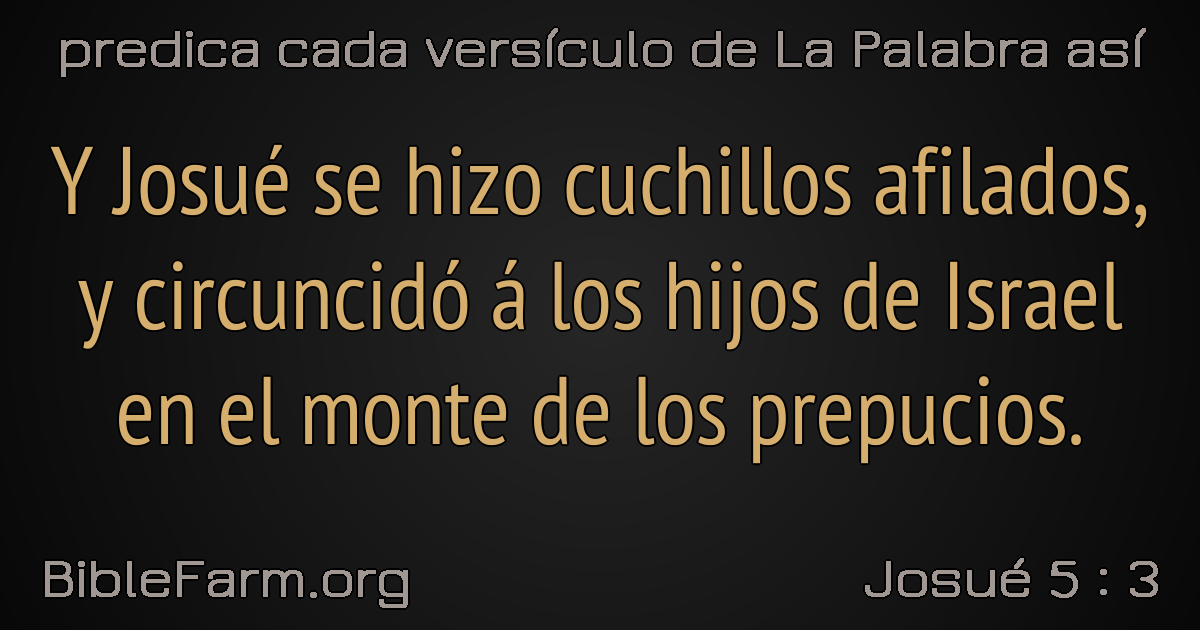 predica cada versículo de La Palabra así
Y Josué se hizo cuchillos afilados,
y circuncidó á los hijos de Israel
en el monte de los prepucios.
BibleFarm.org
Josué 5 : 3